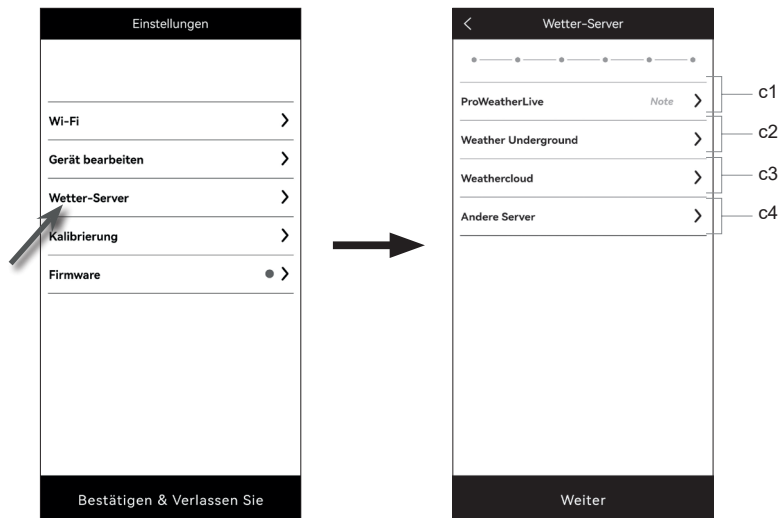 Einstellungen
Wi-Fi
Gerät bearbeiten
Wetter-Server
Kalibrierung
Firmware
Bestätigen & Verlassen Sie
Wetter-Server
ProWeatherLive Note
c1
Weather Underground
c2
Weathercloud
c3
Andere Server
c4
Weiter